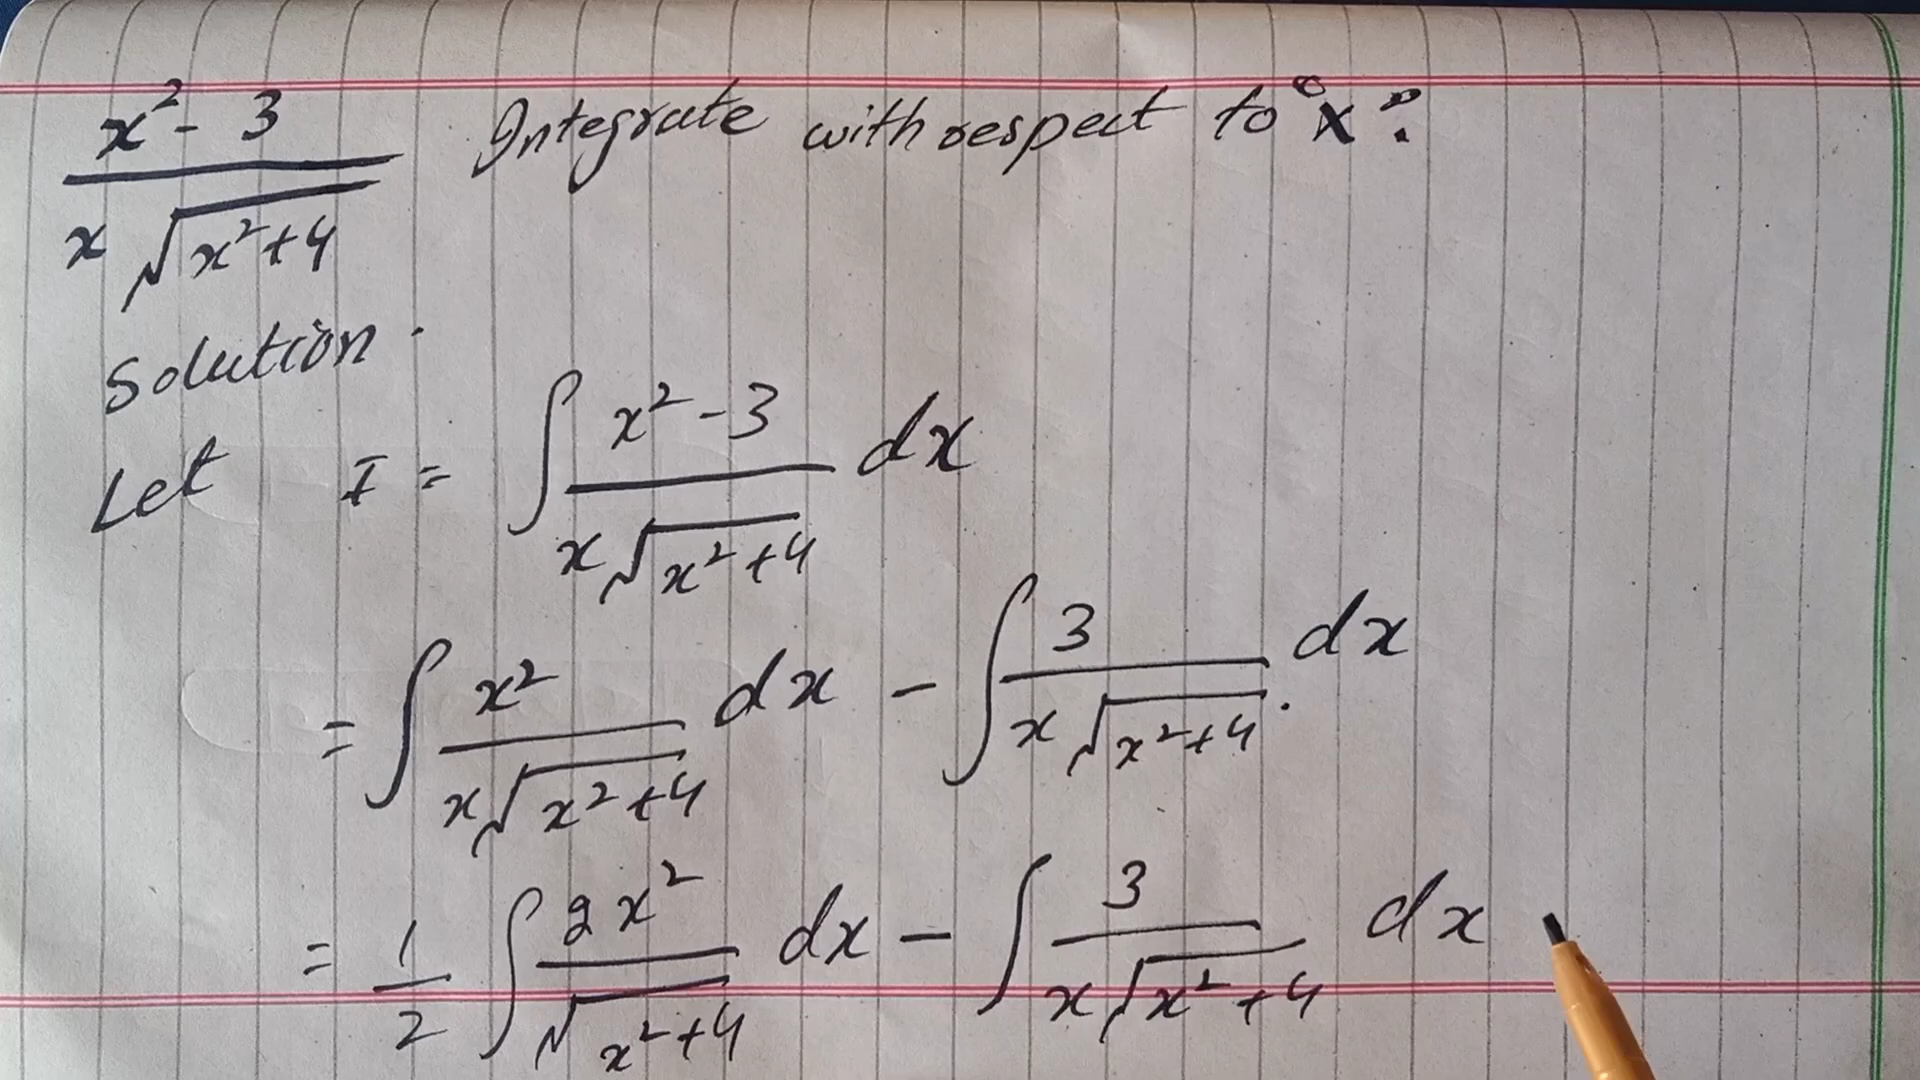 x² - 3 / x √(x²+4) Integrate with respect to "x".
Solution.
Let I = ∫ x² - 3 / x√(x²+4) dx
= ∫ x² / x√(x²+4) dx - ∫ 3 / x√(x²+4) . dx
= 1/2 ∫ 2x² / √(x²+4) dx - ∫ 3 / x√(x²+4) dx